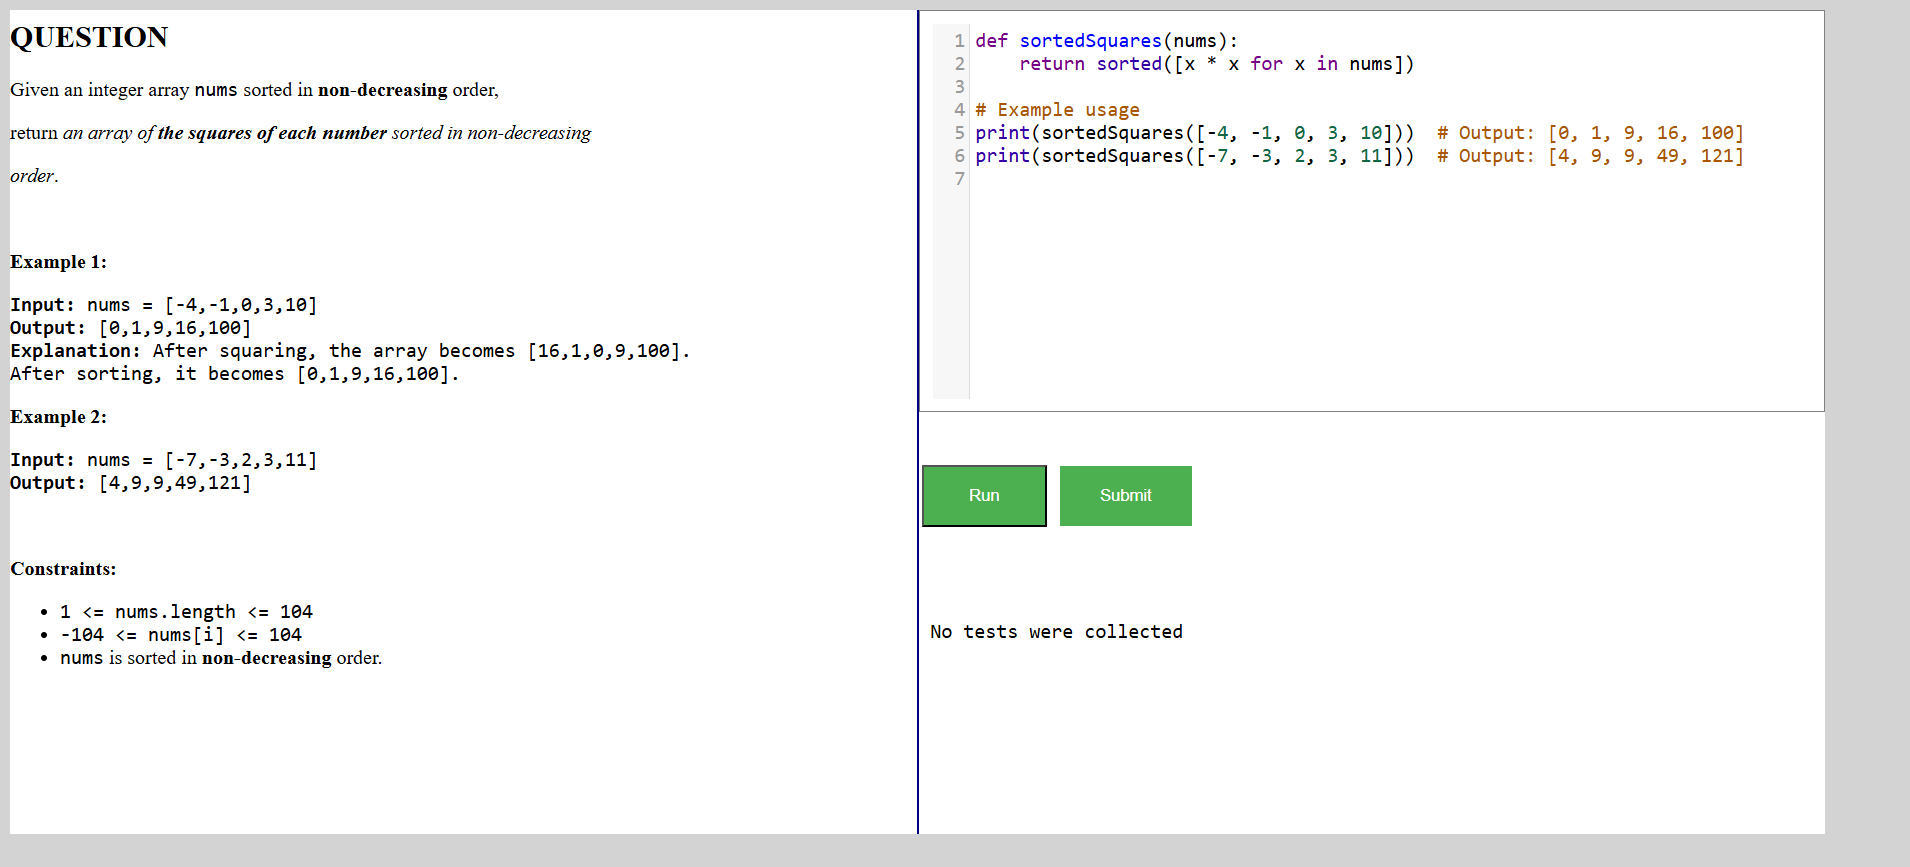 QUESTION
Given an integer array nums sorted in non-decreasing order,
return an array of the squares of each number sorted in non-decreasing
order.
Example 1:
Input: nums = [-4,-1,0,3,10]
Output: [0,1,9,16,100]
Explanation: After squaring, the array becomes [16,1,0,9,100].
After sorting, it becomes [0,1,9,16,100].
Example 2:
Input: nums = [-7,-3,2,3,11]
Output: [4,9,9,49,121]
Constraints:
• 1 <= nums.length <= 104
• -104 <= nums[i] <= 104
• nums is sorted in non-decreasing order.
1 def sortedSquares(nums):
2     return sorted([x * x for x in nums])
3
4 # Example usage
5 print(sortedSquares([-4, -1, 0, 3, 10]))  # Output: [0, 1, 9, 16, 100]
6 print(sortedSquares([-7, -3, 2, 3, 11]))  # Output: [4, 9, 9, 49, 121]
7
Run Submit
No tests were collected